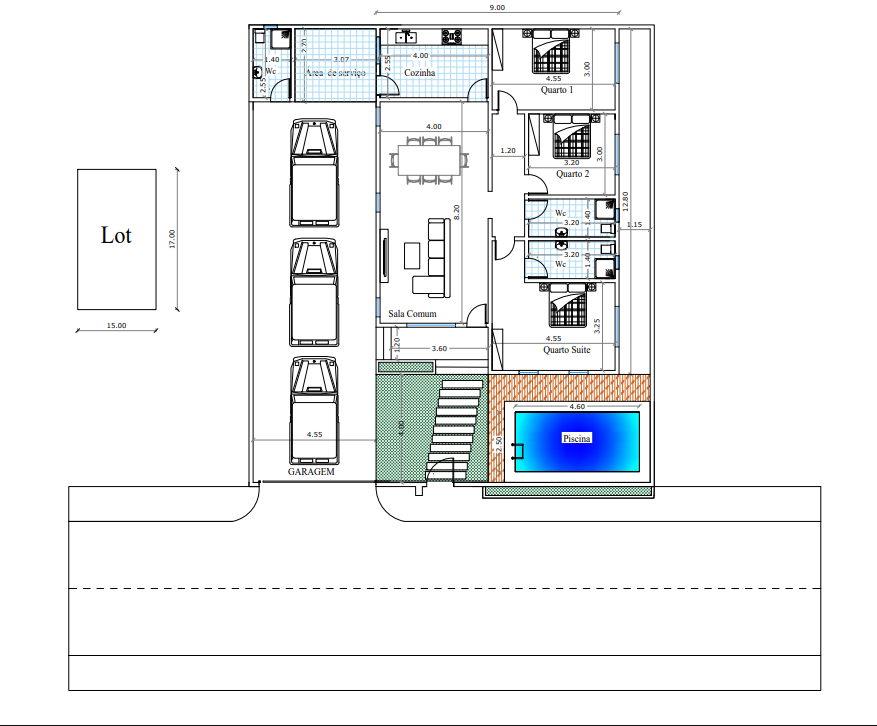 9.00
2.70
1.40
Wc
2.55
3.07
Area de serviço
2.55
4.00
Cozinha
4.55
3.00
Quarto 1
4.00
1.20
3.20
3.00
Quarto 2
12.80
1.15
8.20
Wc
3.20
1.40
3.20
Wc
1.40
Lot
17.00
15.00
Sala Comum
1.20
3.60
4.55
3.25
Quarto Suite
4.00
4.60
2.50
Piscina
4.55
GARAGEM